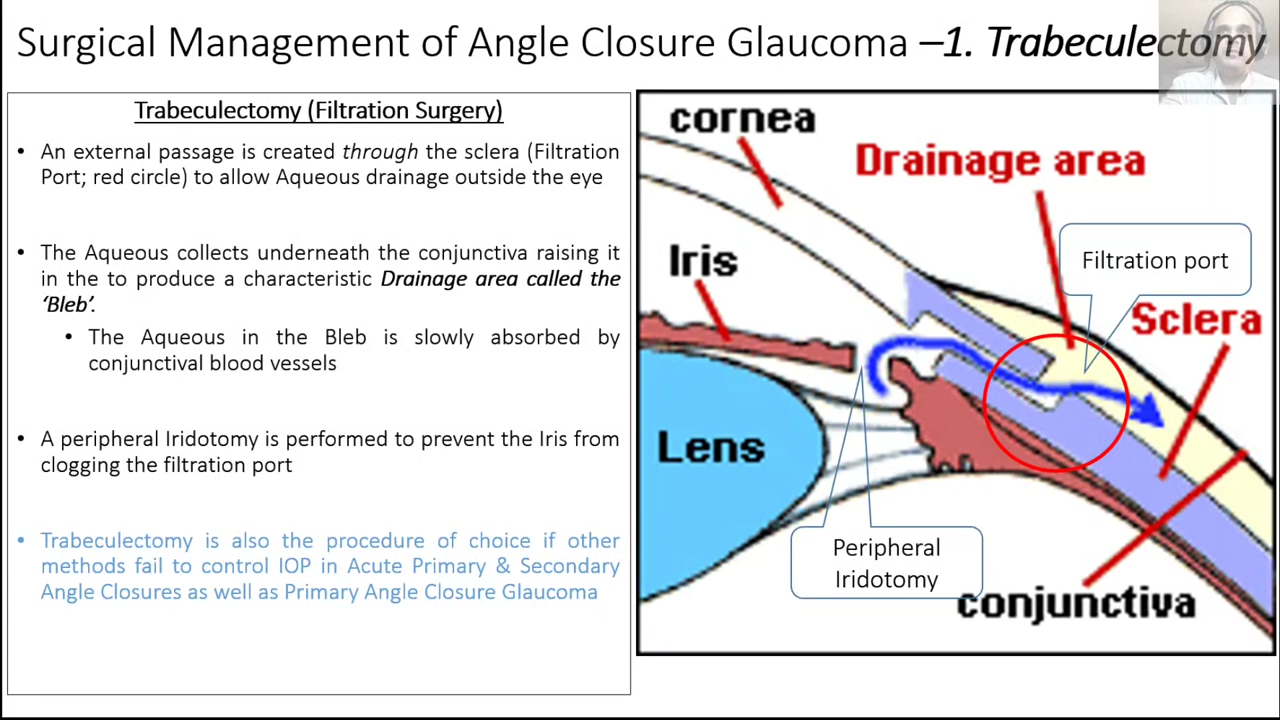 Surgical Management of Angle Closure Glaucoma –1. Trabeculectomy
Trabeculectomy (Filtration Surgery)
• An external passage is created through the sclera (Filtration
Port; red circle) to allow Aqueous drainage outside the eye
• The Aqueous collects underneath the conjunctiva raising it
in the to produce a characteristic Drainage area called the
‘Bleb’.
• The Aqueous in the Bleb is slowly absorbed by
conjunctival blood vessels
• A peripheral Iridotomy is performed to prevent the Iris from
clogging the filtration port
• Trabeculectomy is also the procedure of choice if other
methods fail to control IOP in Acute Primary & Secondary
Angle Closures as well as Primary Angle Closure Glaucoma
cornea
Drainage area
Filtration port
Iris
Sclera
Lens
Peripheral
Iridotomy
conjunctiva